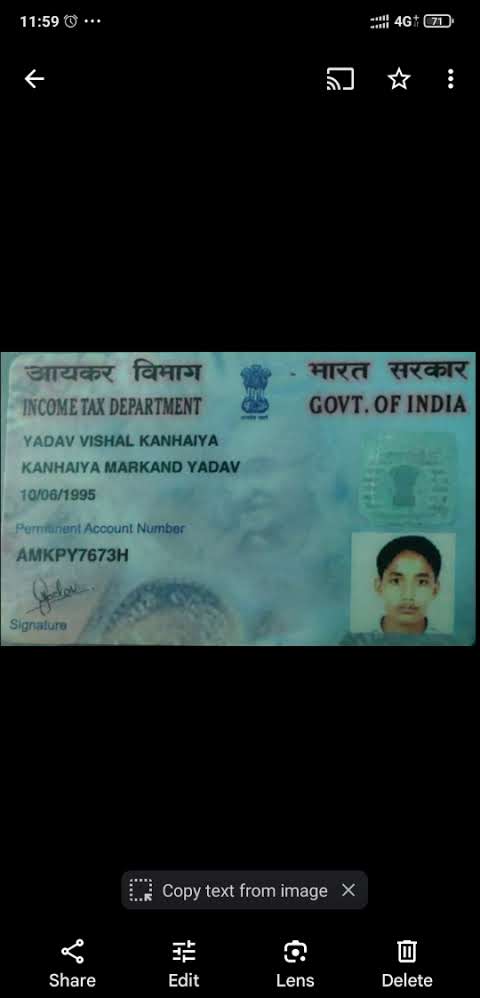 11:59
4G+
71
आयकर विभाग
भारत सरकार
INCOME TAX DEPARTMENT
GOVT. OF INDIA
YADAV VISHAL KANHAIYA
KANHAIYA MARKAND YADAV
10/06/1995
Permanent Account Number
AMKPY7673H
Signature
Copy text from image
Share
Edit
Lens
Delete